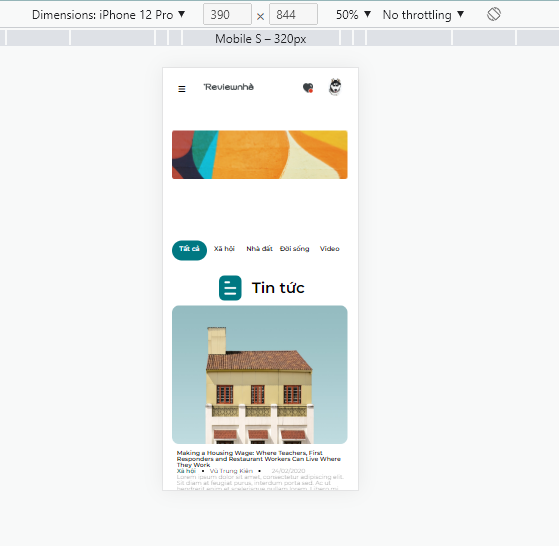 Dimensions: iPhone 12 Pro ▼ 390 × 844 50% ▼ No throttling ▼
Mobile S – 320px
≡ Reviewnhà
Tất cả Xã hội Nhà đất Đời sống Video
Tin tức
Making a Housing Wage: Where Teachers, First
Responders and Restaurant Workers Can Live Where
They Work
Xã hội • Vũ Trung Kiên • 24/02/2020
Lorem ipsum dolor sit amet, consectetur adipiscing elit.
Sit diam et feugiat purus, interdum porta sed. Ac ut